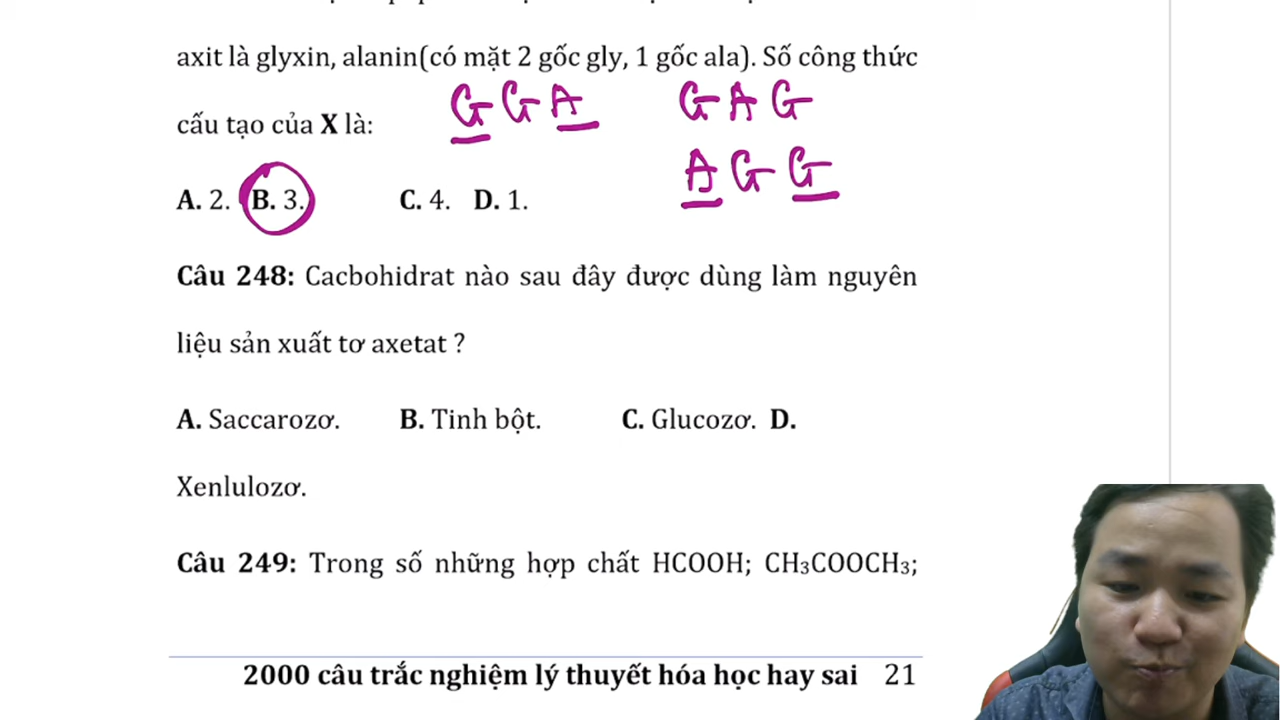 axit là glyxin, alanin(có mặt 2 gốc gly, 1 gốc ala). Số công thức
cấu tạo của X là:
G G A
G A G
A G G
A. 2. B. 3. C. 4. D. 1.
Câu 248: Cacbohidrat nào sau đây được dùng làm nguyên
liệu sản xuất tơ axetat ?
A. Saccarozơ. B. Tinh bột. C. Glucozơ. D.
Xenlulozơ.
Câu 249: Trong số những hợp chất HCOOH; CH₃COOCH₃;
2000 câu trắc nghiệm lý thuyết hóa học hay sai 21